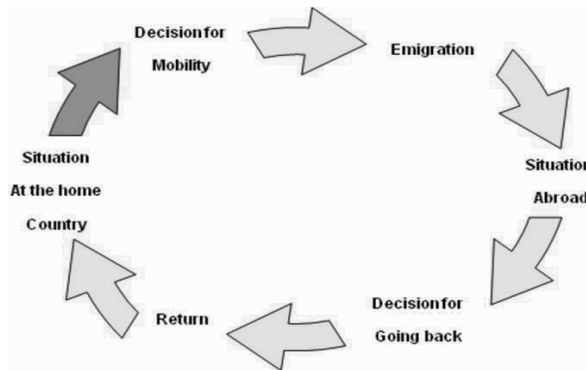 Decision for
Mobility
Emigration
Situation
Abroad
Decision for
Going back
Return
Situation
At the home
Country